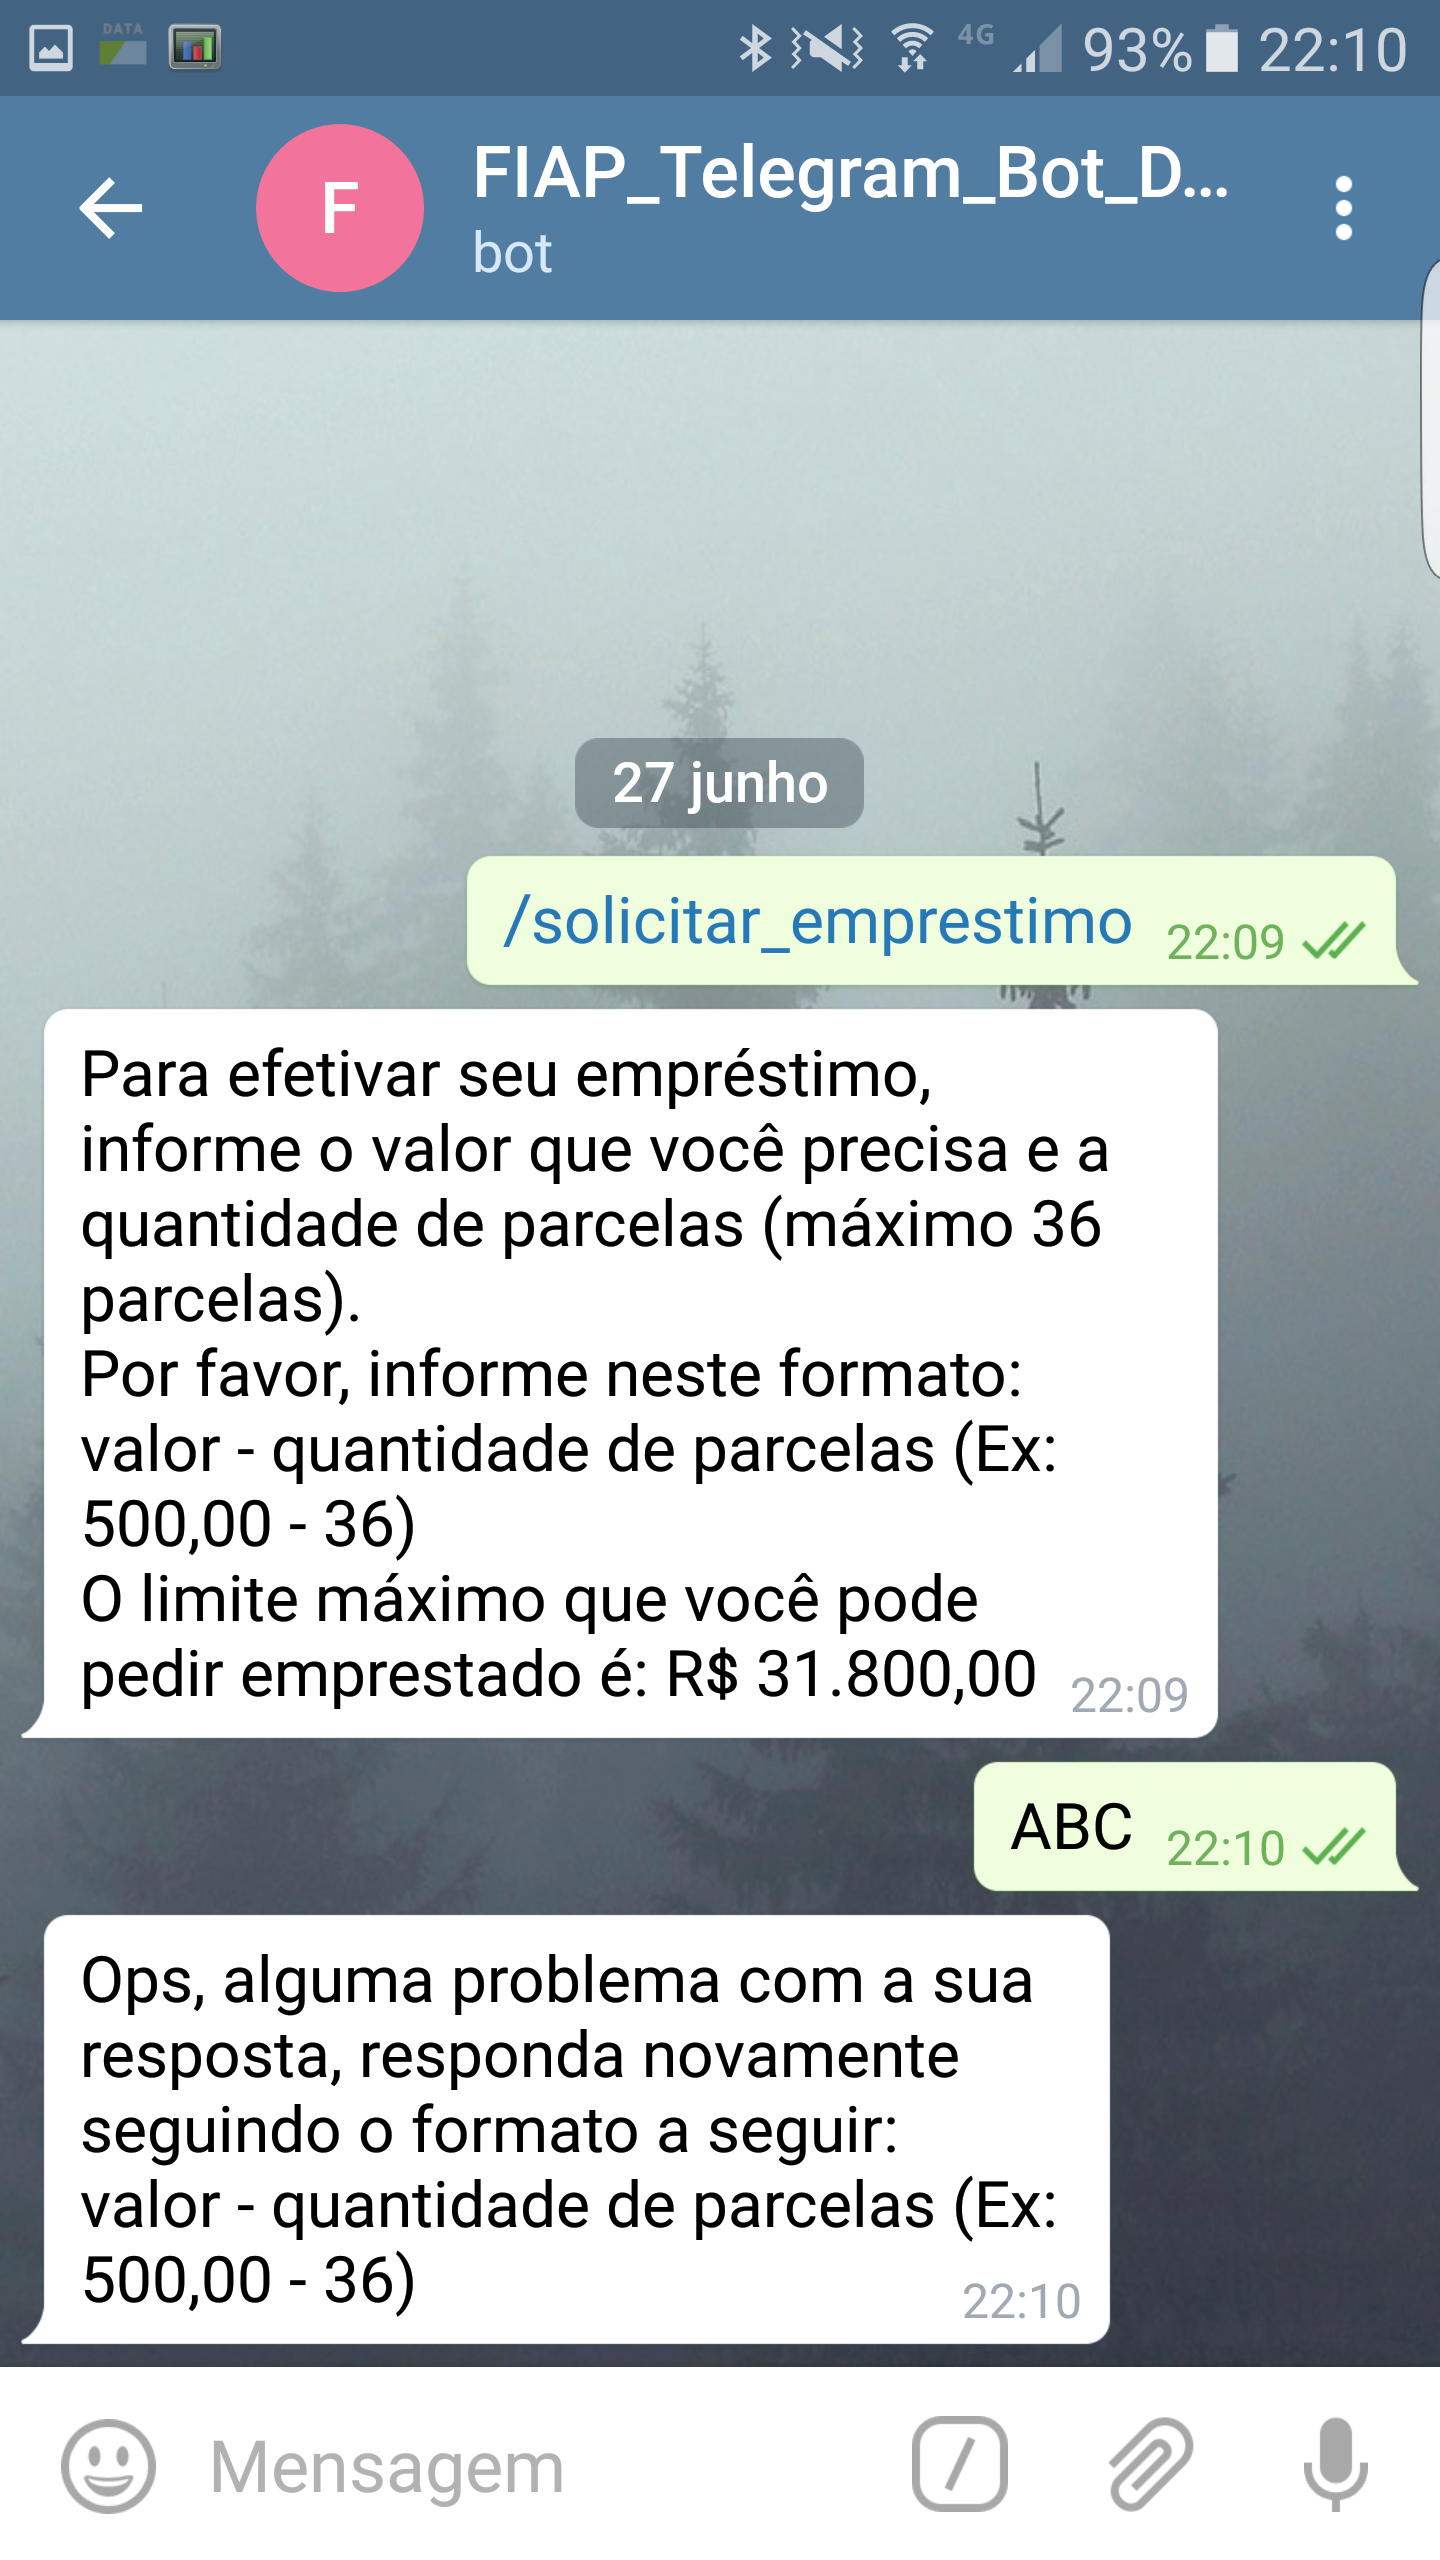 DATA
4G 93% 22:10
F
FIAP_Telegram_Bot_D...
bot
27 junho
/solicitar_emprestimo 22:09
Para efetivar seu empréstimo,
informe o valor que você precisa e a
quantidade de parcelas (máximo 36
parcelas).
Por favor, informe neste formato:
valor - quantidade de parcelas (Ex:
500,00 - 36)
O limite máximo que você pode
pedir emprestado é: R$ 31.800,00 22:09
ABC 22:10
Ops, alguma problema com a sua
resposta, responda novamente
seguindo o formato a seguir:
valor - quantidade de parcelas (Ex:
500,00 - 36)
22:10
Mensagem